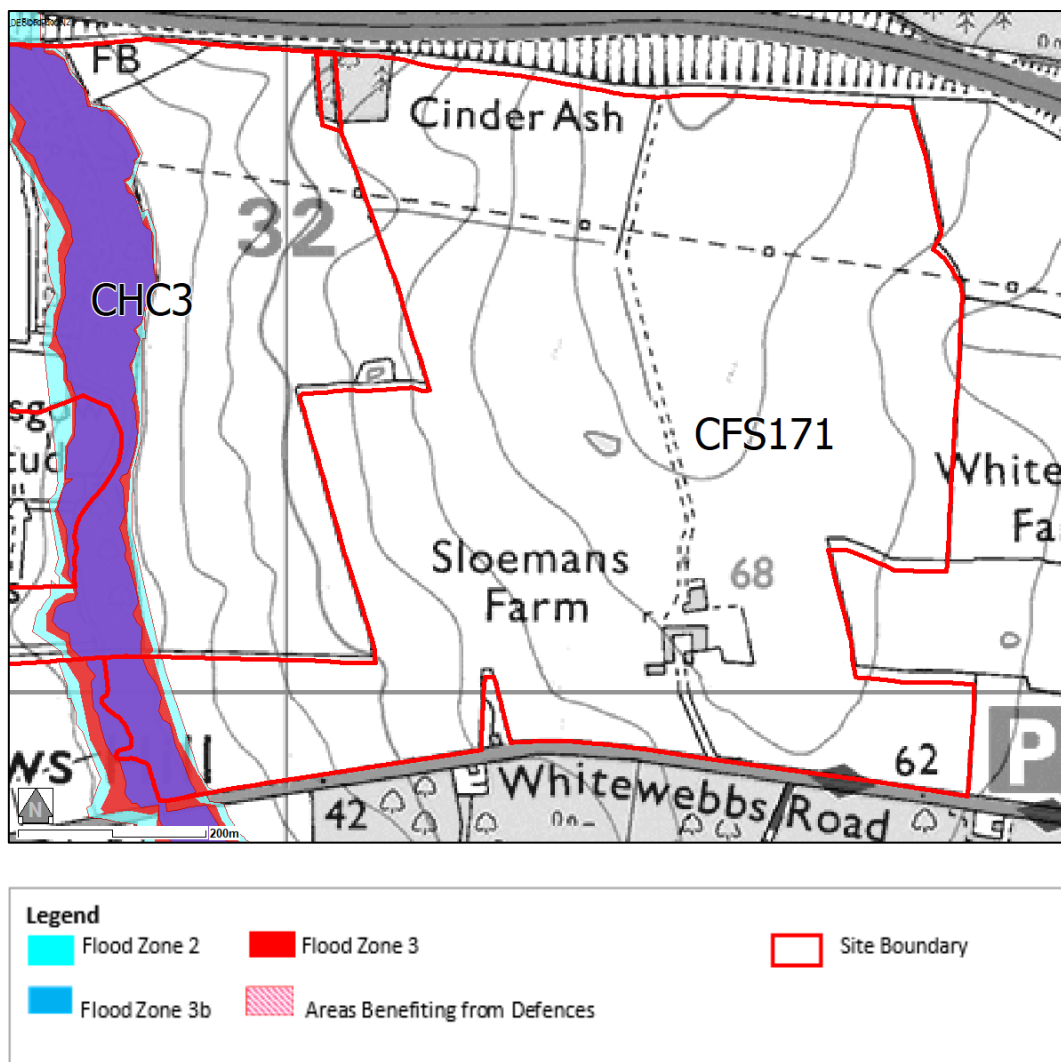 FB
Cinder Ash
32
CHC3
CFS171
White
Fa
Sloemans
Farm
68
62
P
Whitewebbs Road
42
N
200m
Legend
Flood Zone 2
Flood Zone 3
Site Boundary
Flood Zone 3b
Areas Benefiting from Defences